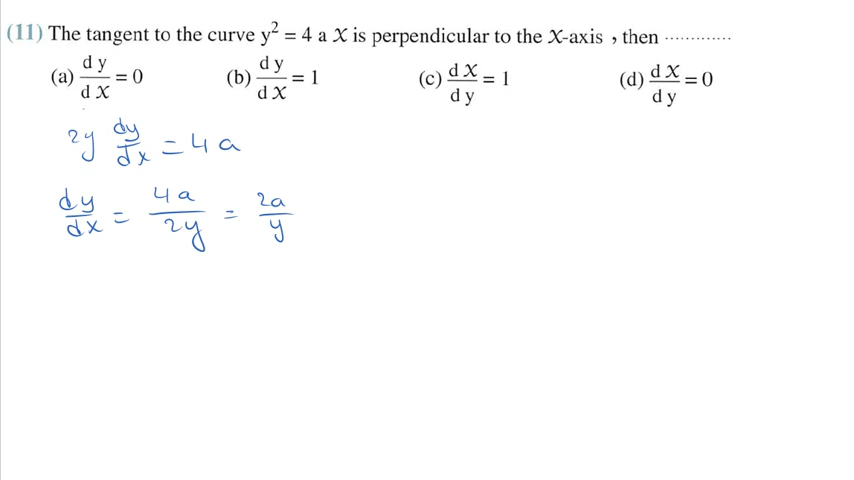 (11) The tangent to the curve y² = 4 a X is perpendicular to the X-axis , then ·············
(a) dy/dX = 0 (b) dy/dX = 1 (c) dX/dy = 1 (d) dX/dy = 0
2y dy/dx = 4a
dy/dx = 4a/2y = 2a/y